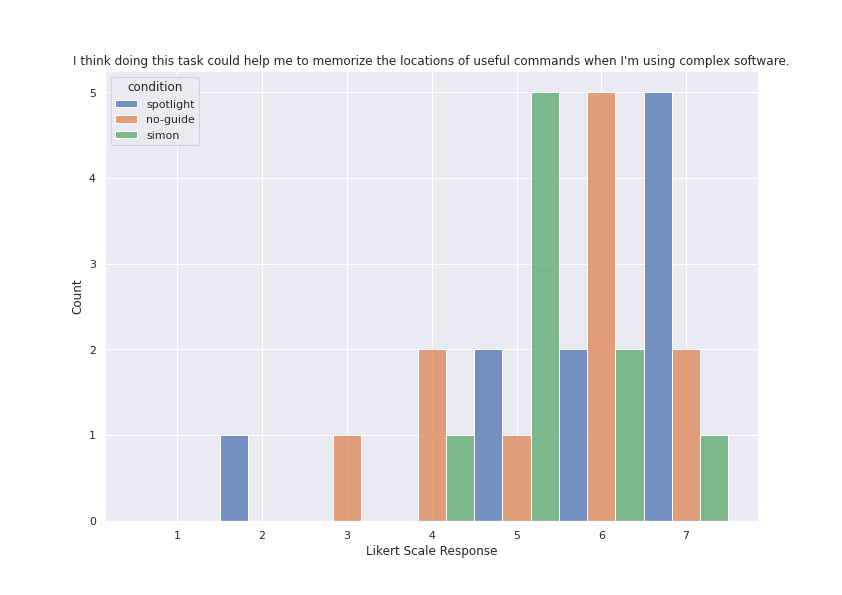 I think doing this task could help me to memorize the locations of useful commands when I'm using complex software.
condition
spotlight
no-guide
simon
5
4
3
2
1
0
Count
1 2 3 4 5 6 7
Likert Scale Response